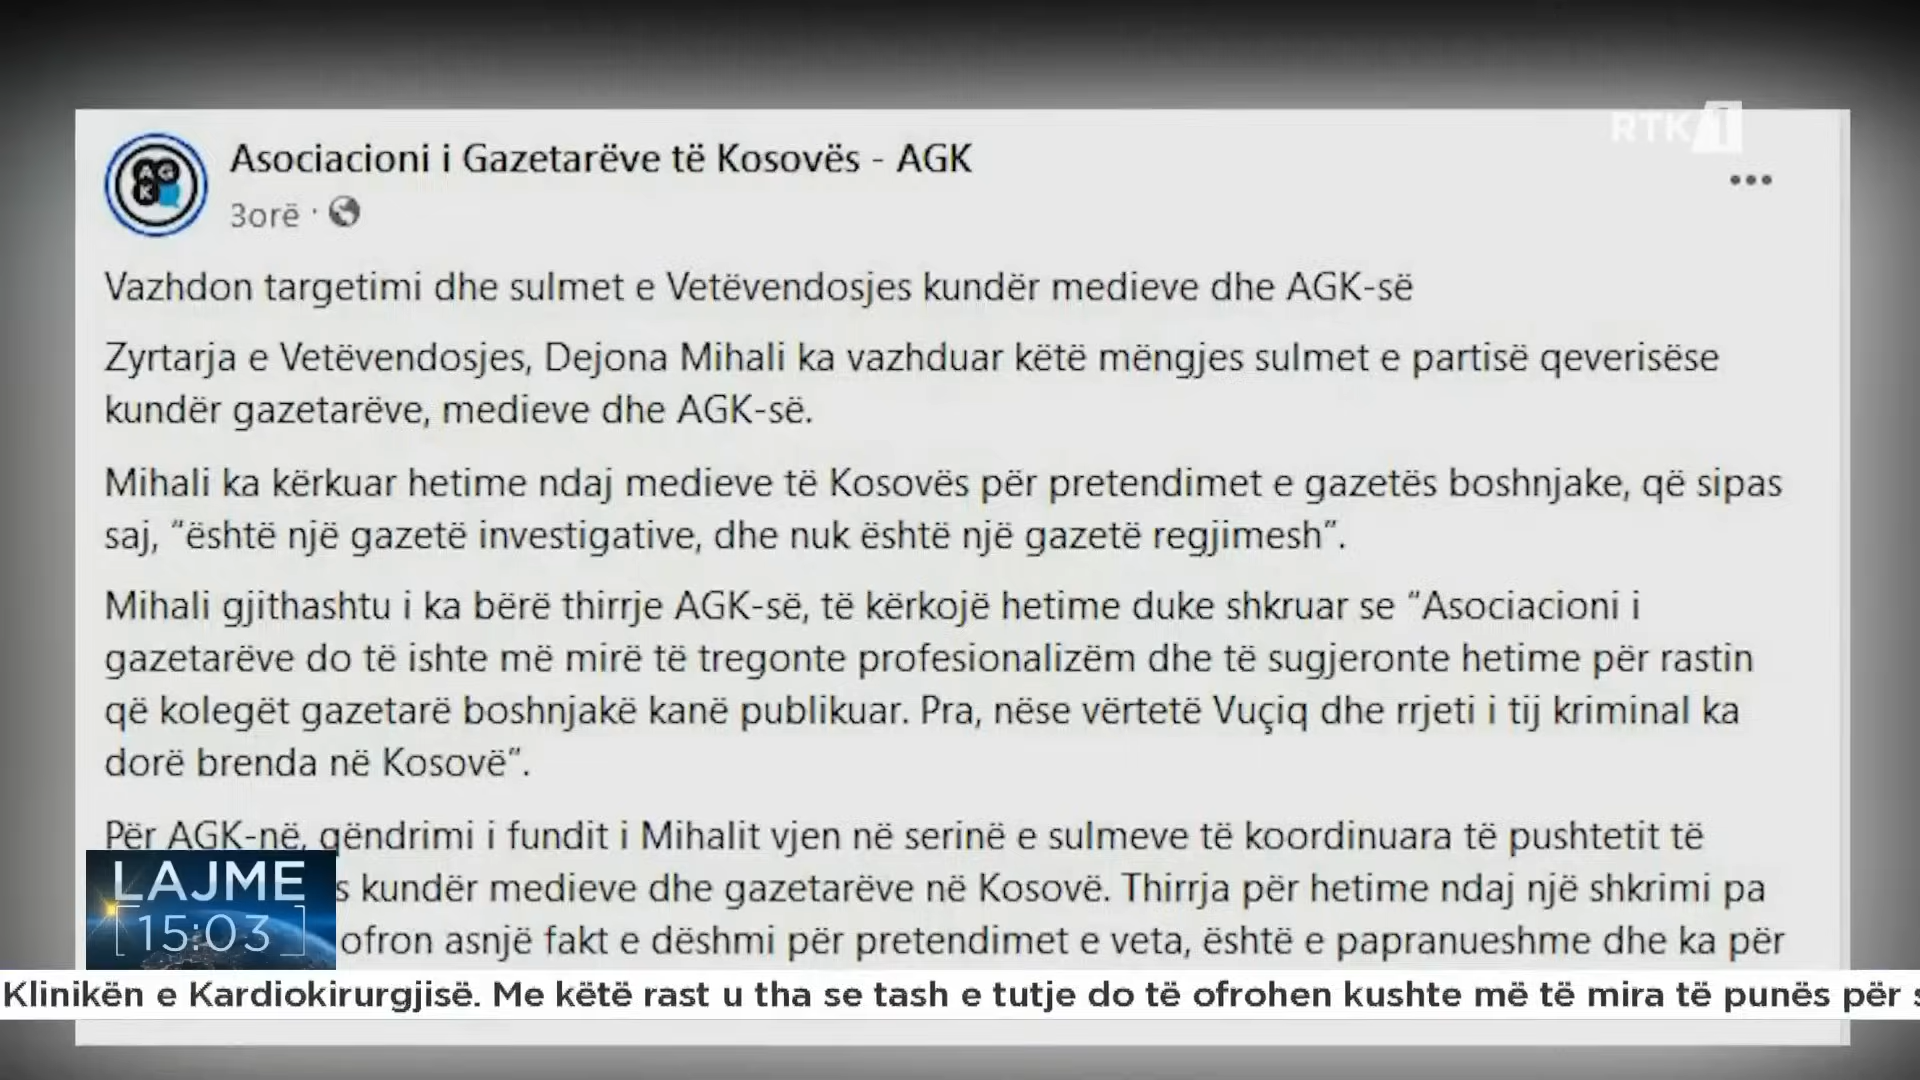 RTK 1
Asociacioni i Gazetarëve të Kosovës - AGK
3orë ·
AGK
Vazhdon targetimi dhe sulmet e Vetëvendosjes kundër medieve dhe AGK-së
Zyrtarja e Vetëvendosjes, Dejona Mihali ka vazhduar këtë mëngjes sulmet e partisë qeverisëse
kundër gazetarëve, medieve dhe AGK-së.
Mihali ka kërkuar hetime ndaj medieve të Kosovës për pretendimet e gazetës boshnjake, që sipas
saj, “është një gazetë investigative, dhe nuk është një gazetë regjimesh”.
Mihali gjithashtu i ka bërë thirrje AGK-së, të kërkojë hetime duke shkruar se “Asociacioni i
gazetarëve do të ishte më mirë të tregonte profesionalizëm dhe të sugjeronte hetime për rastin
që kolegët gazetarë boshnjakë kanë publikuar. Pra, nëse vërtetë Vuçiq dhe rrjeti i tij kriminal ka
dorë brenda në Kosovë”.
Për AGK-në, qëndrimi i fundit i Mihalit vjen në serinë e sulmeve të koordinuara të pushtetit të
s kundër medieve dhe gazetarëve në Kosovë. Thirrja për hetime ndaj një shkrimi pa
ofron asnjë fakt e dëshmi për pretendimet e veta, është e papranueshme dhe ka për
LAJME
15:03
Klinikën e Kardiokirurgjisë. Me këtë rast u tha se tash e tutje do të ofrohen kushte më të mira të punës për s